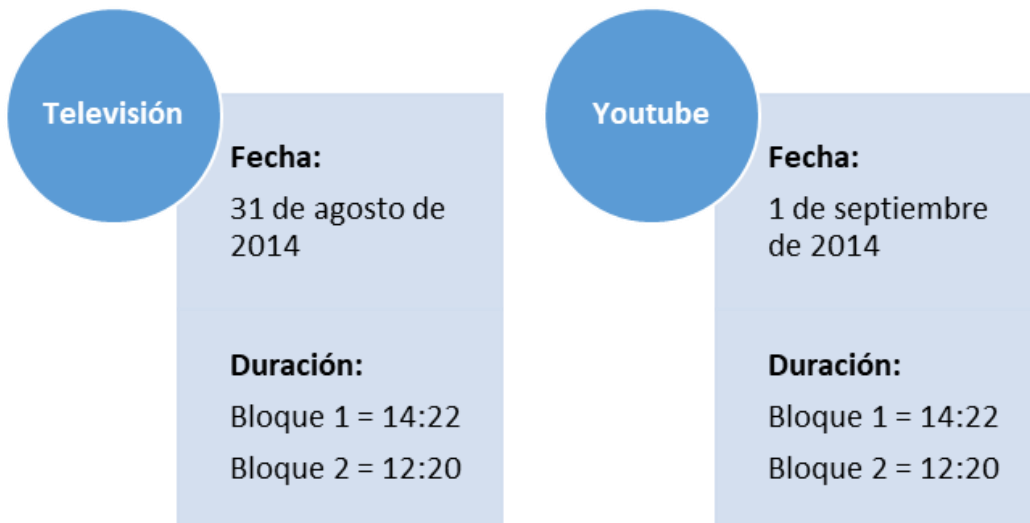 Televisión
Fecha:
31 de agosto de
2014
Duración:
Bloque 1 = 14:22
Bloque 2 = 12:20
Youtube
Fecha:
1 de septiembre
de 2014
Duración:
Bloque 1 = 14:22
Bloque 2 = 12:20